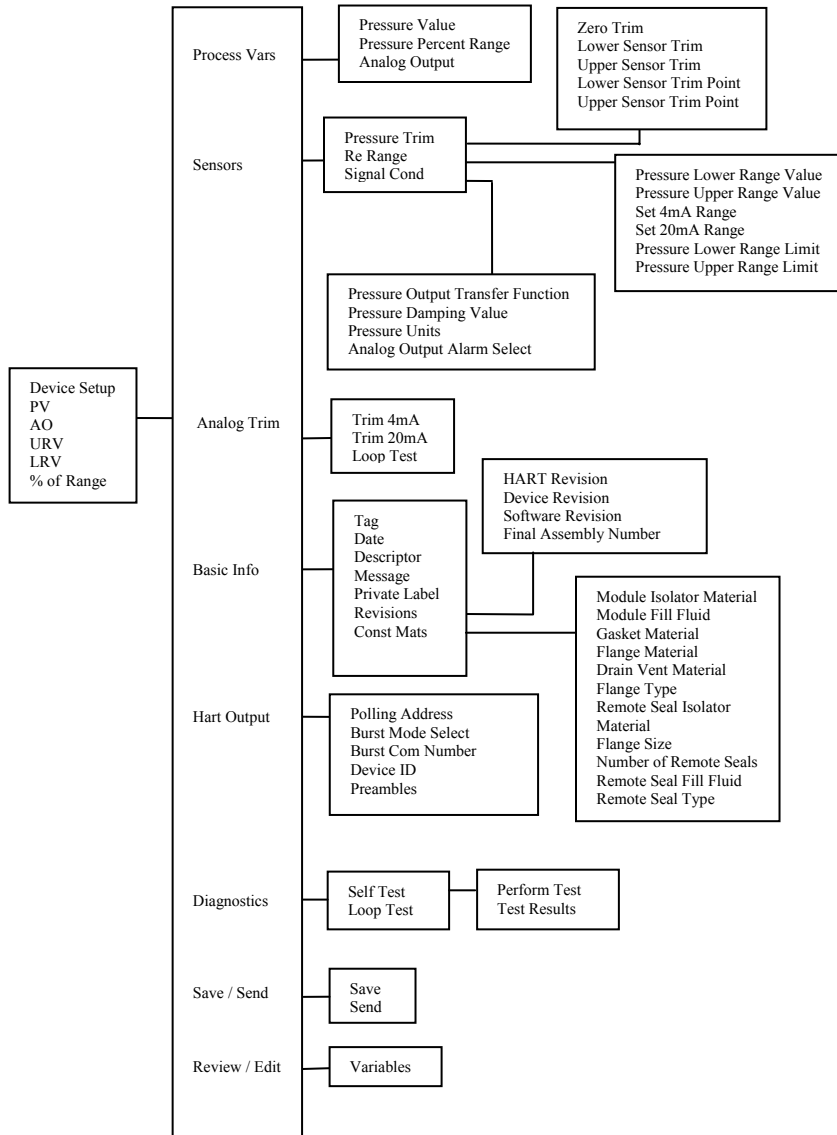 Process Vars
Pressure Value
Pressure Percent Range
Analog Output
Zero Trim
Lower Sensor Trim
Upper Sensor Trim
Lower Sensor Trim Point
Upper Sensor Trim Point
Sensors
Pressure Trim
Re Range
Signal Cond
Pressure Lower Range Value
Pressure Upper Range Value
Set 4mA Range
Set 20mA Range
Pressure Lower Range Limit
Pressure Upper Range Limit
Pressure Output Transfer Function
Pressure Damping Value
Pressure Units
Analog Output Alarm Select
Device Setup
PV
AO
URV
LRV
% of Range
Analog Trim
Trim 4mA
Trim 20mA
Loop Test
HART Revision
Device Revision
Software Revision
Final Assembly Number
Basic Info
Tag
Date
Descriptor
Message
Private Label
Revisions
Const Mats
Module Isolator Material
Module Fill Fluid
Gasket Material
Flange Material
Drain Vent Material
Flange Type
Remote Seal Isolator
Material
Flange Size
Number of Remote Seals
Remote Seal Fill Fluid
Remote Seal Type
Hart Output
Polling Address
Burst Mode Select
Burst Com Number
Device ID
Preambles
Diagnostics
Self Test
Loop Test
Perform Test
Test Results
Save / Send
Save
Send
Review / Edit
Variables